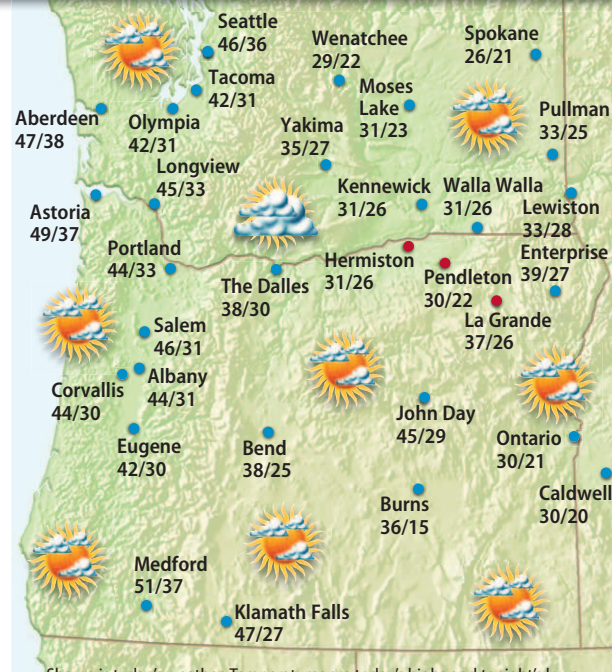 Seattle
46/36
Wenatchee
29/22
Spokane
26/21
Tacoma
42/31
Moses
Lake
31/23
Aberdeen
47/38
Olympia
42/31
Yakima
35/27
Pullman
33/25
Longview
45/33
Kennewick
31/26
Walla Walla
31/26
Lewiston
33/28
Astoria
49/37
Portland
44/33
The Dalles
38/30
Hermiston
31/26
Pendleton
30/22
Enterprise
39/27
La Grande
37/26
Salem
46/31
Corvallis
44/30
Albany
44/31
John Day
45/29
Ontario
30/21
Eugene
42/30
Bend
38/25
Caldwell
30/20
Burns
36/15
Medford
51/37
Klamath Falls
47/27